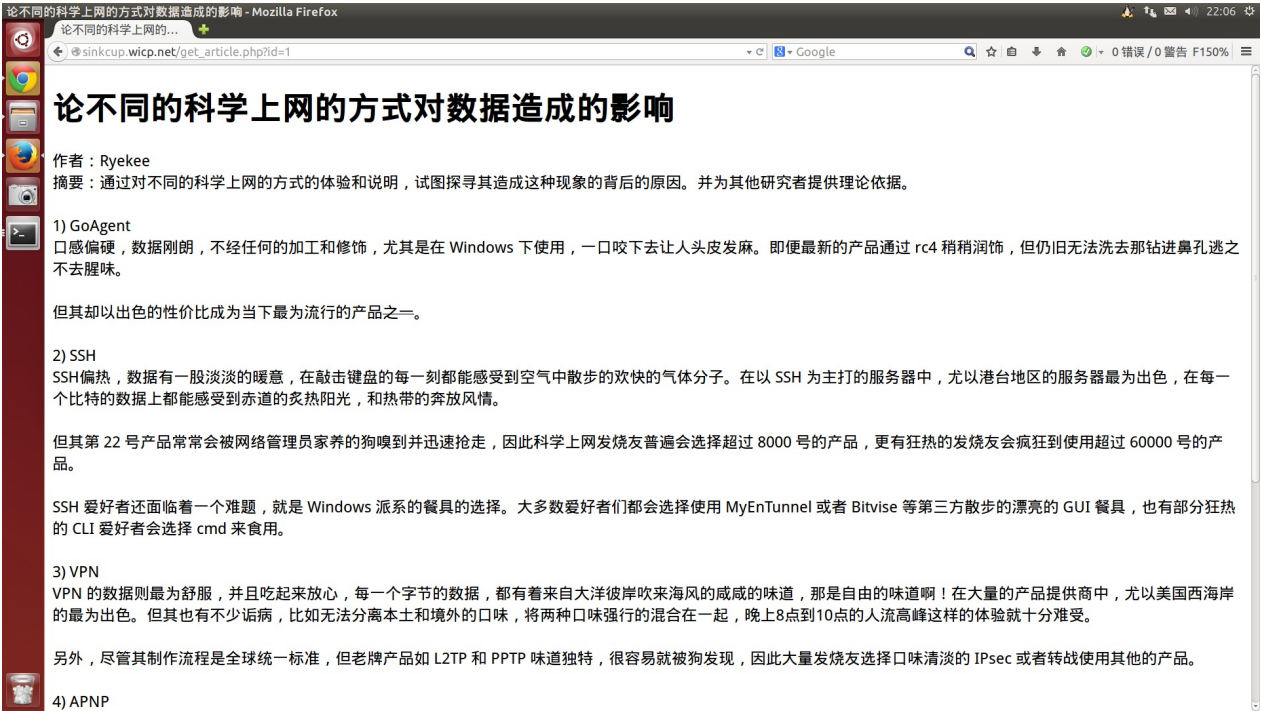 论不同的科学上网的方式对数据造成的影响 - Mozilla Firefox
22:06
论不同的科学上网的...
sinkcup.wicp.net/get_article.php?id=1
Google
0 错误 / 0 警告 F150%
论不同的科学上网的方式对数据造成的影响
作者：Ryekee
摘要：通过对不同的科学上网的方式的体验和说明，试图探寻其造成这种现象的背后的原因。并为其他研究者提供理论依据。
1) GoAgent
口感偏硬，数据刚朗，不经任何的加工和修饰，尤其是在 Windows 下使用，一口咬下去让人头皮发麻。即便最新的产品通过 rc4 稍稍润饰，但仍旧无法洗去那钻进鼻孔逃之
不去腥味。
但其却以出色的性价比成为当下最为流行的产品之一。
2) SSH
SSH偏热，数据有一股淡淡的暖意，在敲击键盘的每一刻都能感受到空气中散步的欢快的气体分子。在以 SSH 为主打的服务器中，尤以港台地区的服务器最为出色，在每一
个比特的数据上都能感受到赤道的炙热阳光，和热带的奔放风情。
但其第 22 号产品常常会被网络管理员家养的狗嗅到并迅速抢走，因此科学上网发烧友普遍会选择超过 8000 号的产品，更有狂热的发烧友会疯狂到使用超过 60000 号的产
品。
SSH 爱好者还面临着一个难题，就是 Windows 派系的餐具的选择。大多数爱好者们都会选择使用 MyEnTunnel 或者 Bitvise 等第三方散步的漂亮的 GUI 餐具，也有部分狂热
的 CLI 爱好者会选择 cmd 来食用。
3) VPN
VPN 的数据则最为舒服，并且吃起来放心，每一个字节的数据，都有着来自大洋彼岸吹来海风的咸咸的味道，那是自由的味道啊！在大量的产品提供商中，尤以美国西海岸
的最为出色。但其也有不少诟病，比如无法分离本土和境外的口味，将两种口味强行的混合在一起，晚上8点到10点的人流高峰这样的体验就十分难受。
另外，尽管其制作流程是全球统一标准，但老牌产品如 L2TP 和 PPTP 味道独特，很容易就被狗发现，因此大量发烧友选择口味清淡的 IPsec 或者转战使用其他的产品。
4) APNP